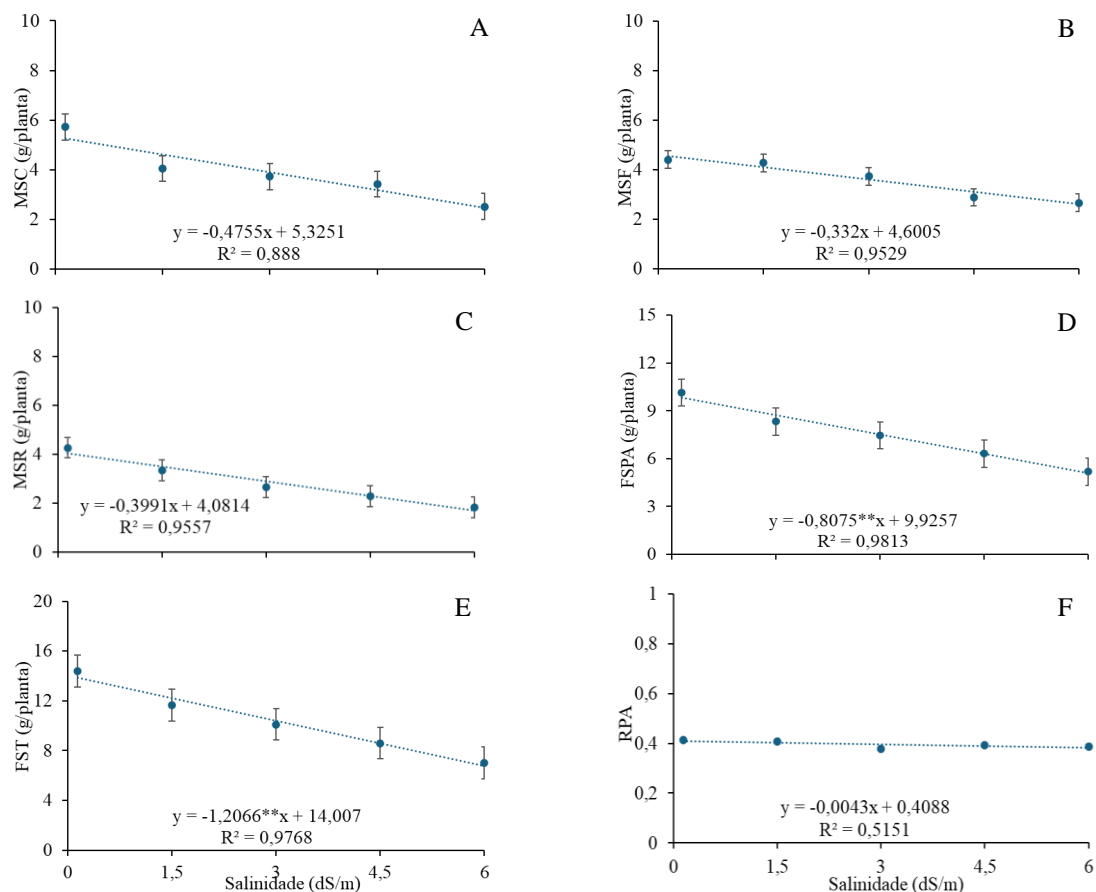 A
10
8
6
4
2
0
MSC (g/planta)
y = -0,4755x + 5,3251
R² = 0,888
B
10
8
6
4
2
0
MSF (g/planta)
y = -0,332x + 4,6005
R² = 0,9529
C
10
8
6
4
2
0
MSR (g/planta)
y = -0,3991x + 4,0814
R² = 0,9557
D
15
12
9
6
3
0
FSPA (g/planta)
y = -0,8075**x + 9,9257
R² = 0,9813
E
20
16
12
8
4
0
FST (g/planta)
y = -1,2066**x + 14,007
R² = 0,9768
0 1,5 3 4,5 6
Salinidade (dS/m)
F
1
0,8
0,6
0,4
0,2
0
RPA
y = -0,0043x + 0,4088
R² = 0,5151
0 1,5 3 4,5 6
Salinidade (dS/m)